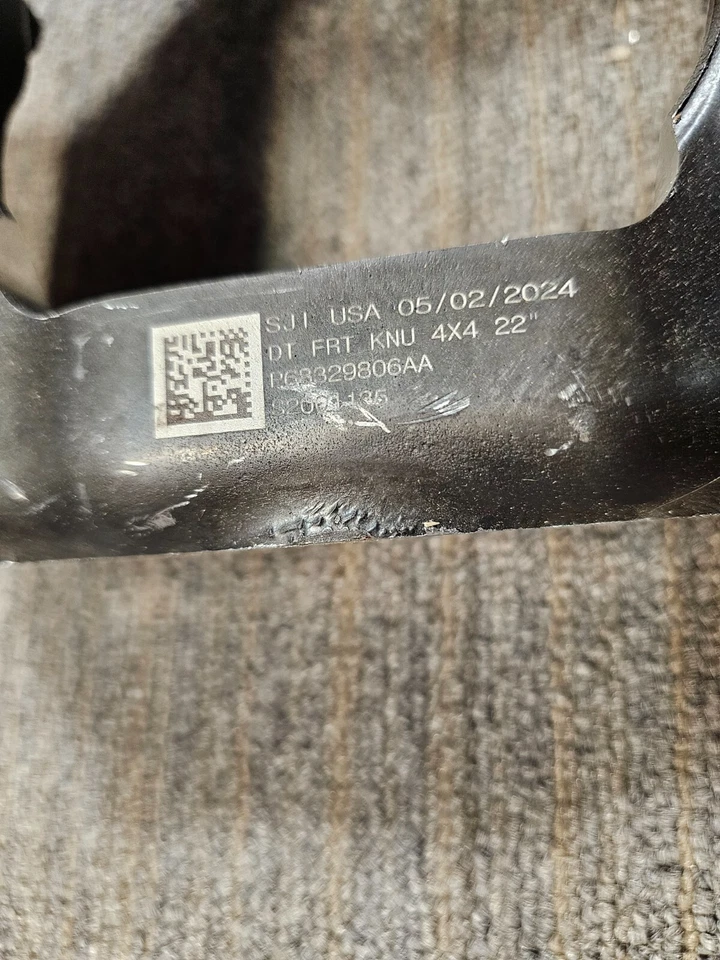 SJI USA 05/02/2024
DT FRT KNU 4X4 22"
P68329806AA